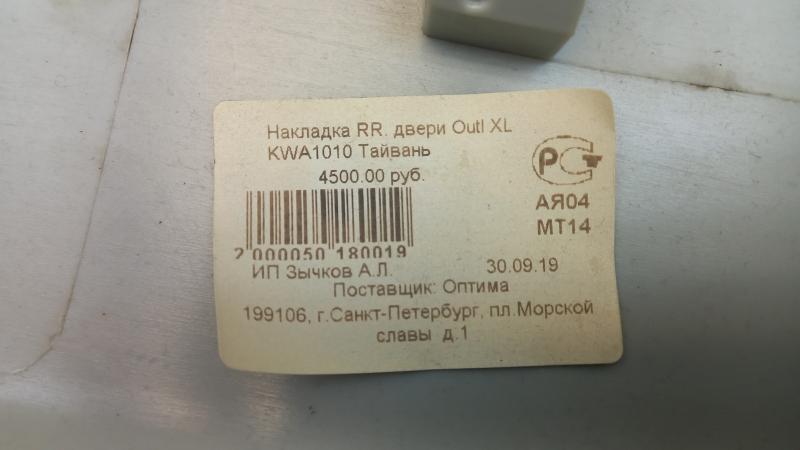 Накладка RR. двери Outl XL
KWA1010 Тайвань
4500.00 руб.
РСТ
АЯ04
МТ14
2 000050 180019
ИП Зычков А.Л. 30.09.19
Поставщик: Оптима
199106, г.Санкт-Петербург, пл.Морской
славы д.1